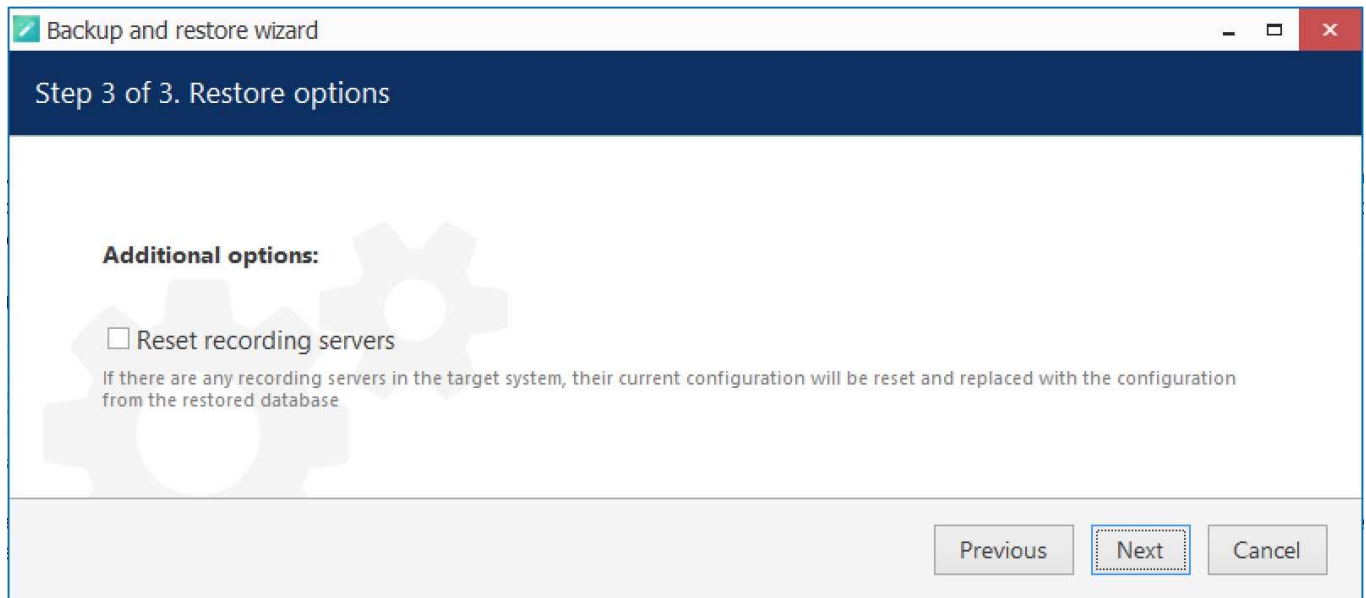 Backup and restore wizard
Step 3 of 3. Restore options
Additional options:
Reset recording servers
If there are any recording servers in the target system, their current configuration will be reset and replaced with the configuration
from the restored database
Previous Next Cancel